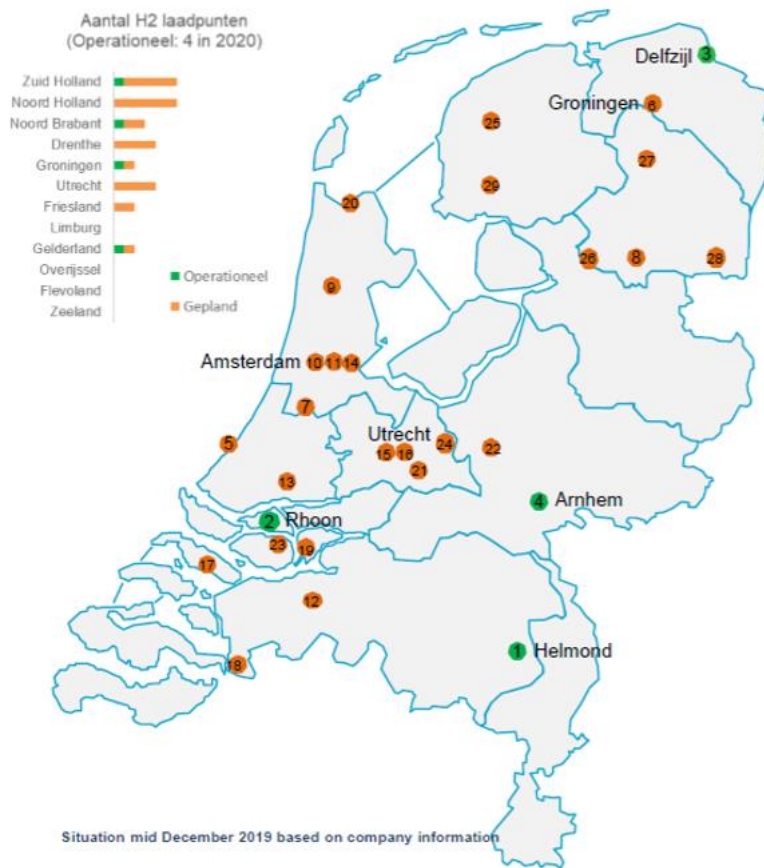 Aantal H2 laadpunten
(Operationeel: 4 in 2020)
Zuid Holland
Noord Holland
Noord Brabant
Drenthe
Groningen
Utrecht
Friesland
Limburg
Gelderland
Overijssel
Flevoland
Zeeland
Operationeel
Gepland
Delfzijl 3
Groningen 6
25
27
29
20
26 8 28
9
Amsterdam 10 11 14
7
Utrecht
5
24 22
15 16
21
13
4 Arnhem
2 Rhoon
23 19
17
12
1 Helmond
18
Situation mid December 2019 based on company information